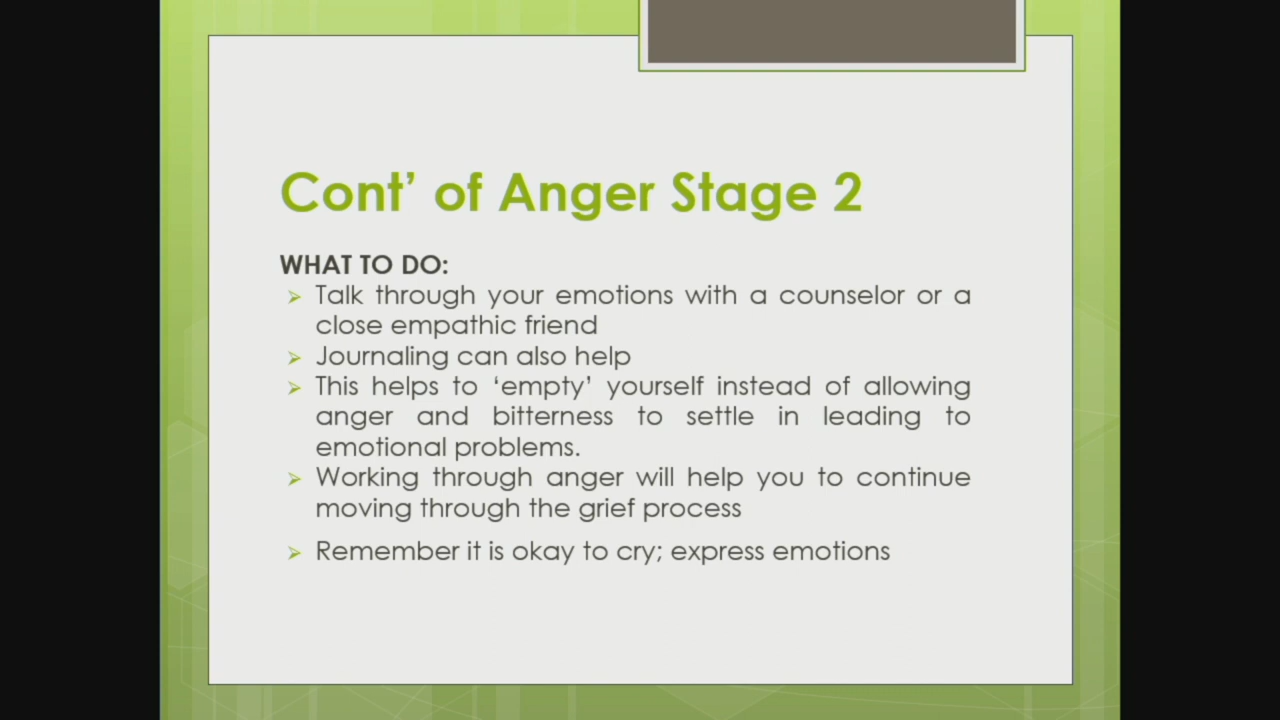 Cont’ of Anger Stage 2
WHAT TO DO:
Talk through your emotions with a counselor or a
close empathic friend
Journaling can also help
This helps to ‘empty’ yourself instead of allowing
anger and bitterness to settle in leading to
emotional problems.
Working through anger will help you to continue
moving through the grief process
Remember it is okay to cry; express emotions